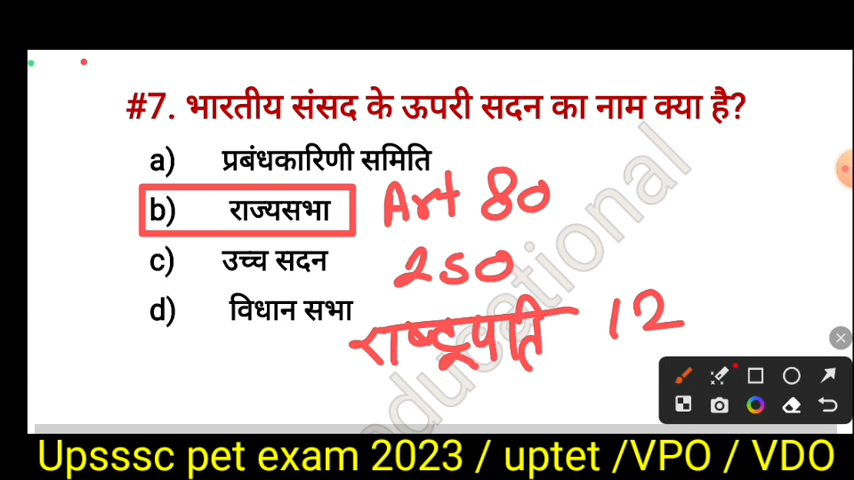 #7. भारतीय संसद के ऊपरी सदन का नाम क्या है?
a) प्रबंधकारिणी समिति
b) राज्यसभा Art 80
c) उच्च सदन 250
d) विधान सभा राष्ट्रपति 12
educational
Upsssc pet exam 2023 / uptet /VPO / VDO